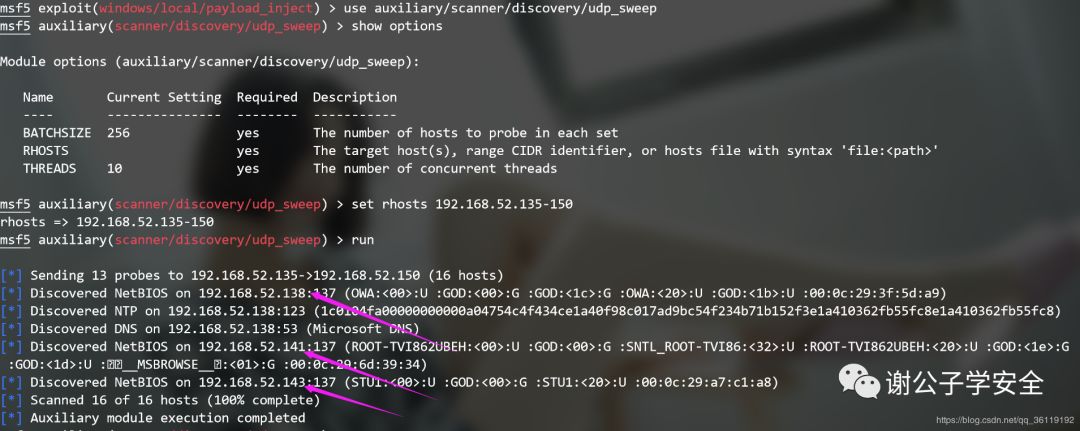 msf5 exploit(windows/local/payload_inject) > use auxiliary/scanner/discovery/udp_sweep
msf5 auxiliary(scanner/discovery/udp_sweep) > show options
Module options (auxiliary/scanner/discovery/udp_sweep):
Name Current Setting Required Description
---- --------------- -------- -----------
BATCHSIZE 256 yes The number of hosts to probe in each set
RHOSTS yes The target host(s), range CIDR identifier, or hosts file with syntax 'file:<path>'
THREADS 10 yes The number of concurrent threads
msf5 auxiliary(scanner/discovery/udp_sweep) > set rhosts 192.168.52.135-150
rhosts => 192.168.52.135-150
msf5 auxiliary(scanner/discovery/udp_sweep) > run
[*] Sending 13 probes to 192.168.52.135->192.168.52.150 (16 hosts)
[*] Discovered NetBIOS on 192.168.52.138:137 (OWA:<00>:U :GOD:<00>:G :GOD:<1c>:G :OWA:<20>:U :GOD:<1b>:U :00:0c:29:3f:5d:a9)
[*] Discovered NTP on 192.168.52.138:123 (1c0104fa00000000000a04754c4f434ce1a40f98c017ad9bc54f234b71b152f3e1a410362fb55fc8e1a410362fb55fc8)
[*] Discovered DNS on 192.168.52.138:53 (Microsoft DNS)
[*] Discovered NetBIOS on 192.168.52.141:137 (ROOT-TVI862UBEH:<00>:U :GOD:<00>:G :SNTL_ROOT-TVI86:<32>:U :ROOT-TVI862UBEH:<20>:U :GOD:<1e>:G
:GOD:<1d>:U :__MSBROWSE__:<01>:G :00:0c:29:6d:39:34)
[*] Discovered NetBIOS on 192.168.52.143:137 (STU1:<00>:U :GOD:<00>:G :STU1:<20>:U :00:0c:29:a7:c1:a8)
[*] Scanned 16 of 16 hosts (100% complete)
[*] Auxiliary module execution completed
谢公子学安全
https://blog.csdn.net/qq_36119192